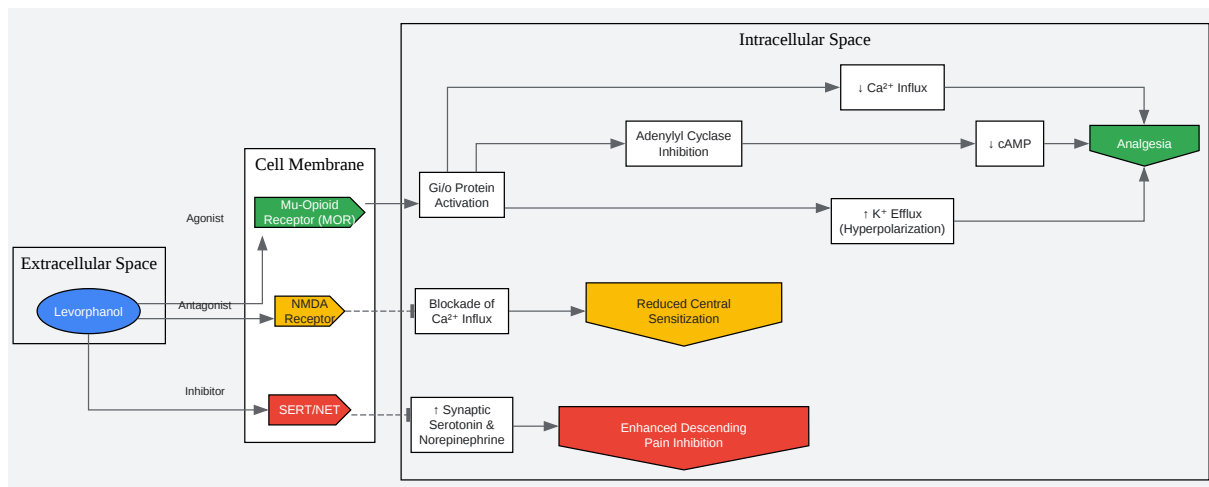 Intracellular Space
↓ Ca²⁺ Influx
Adenylyl Cyclase
Inhibition
↓ cAMP
Analgesia
Cell Membrane
Gi/o Protein
Activation
Mu-Opioid
Receptor (MOR)
Agonist
↑ K⁺ Efflux
(Hyperpolarization)
Extracellular Space
Levorphanol
Antagonist
NMDA
Receptor
Blockade of
Ca²⁺ Influx
Reduced Central
Sensitization
Inhibitor
SERT/NET
↑ Synaptic
Serotonin &
Norepinephrine
Enhanced Descending
Pain Inhibition